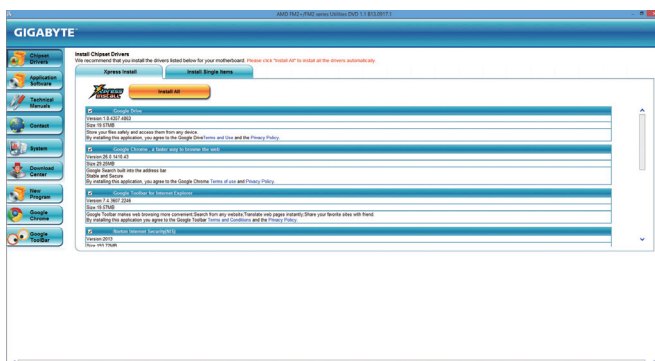 AMD FM2+/FM2 series Utilities DVD 1.1 B13.0917.1
GIGABYTE™
Chipset Drivers
Application Software
Technical Manuals
Contact
System
Download Center
New Program
Google Chrome
Google ToolBar
Install Chipset Drivers
We recommend that you install the drivers listed below for your motherboard. Please click "Install All" to install all the drivers automatically.
Xpress Install
Install Single Items
Xpress INSTALL
Install All
Google Drive
Version:1.8.4357.4863
Size:19.57MB
Store your files safely and access them from any device.
By installing this application, you agree to the Google DriveTerms and Use and the Privacy Policy.
Google Chrome , a faster way to browse the web
Version:26.0.1410.43
Size:29.26MB
Google Search built into the address bar
Stable and Secure
By installing this application, you agree to the Google Chrome Terms of use and Privacy Policy.
Google Toolbar for Internet Explorer
Version:7.4.3607.2246
Size:19.57MB
Google Toolbar makes web browsing more convenient:Search from any website;Translate web pages instantly;Share your favorite sites with friend.
By installing this application you agree to the Google Toolbar Terms and Conditions and the Privacy Policy.
Norton Internet Security(NIS)
Version:2013